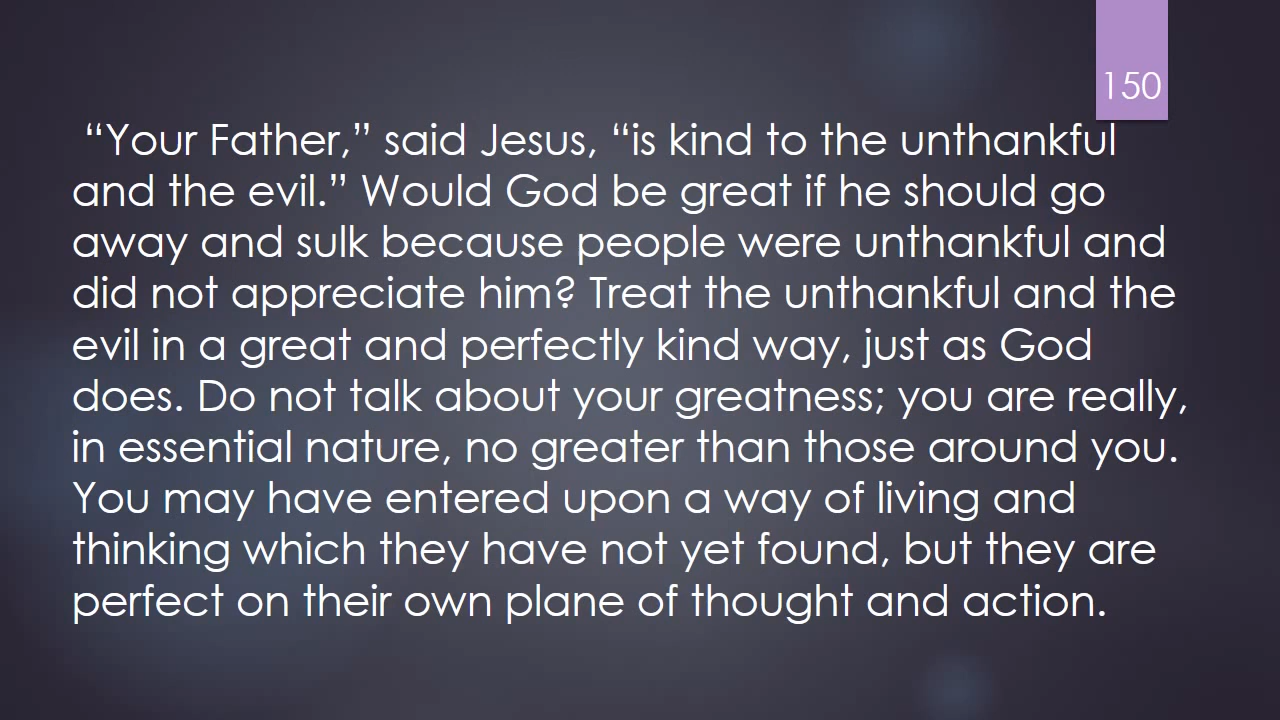 150
“Your Father,” said Jesus, “is kind to the unthankful
and the evil.” Would God be great if he should go
away and sulk because people were unthankful and
did not appreciate him? Treat the unthankful and the
evil in a great and perfectly kind way, just as God
does. Do not talk about your greatness; you are really,
in essential nature, no greater than those around you.
You may have entered upon a way of living and
thinking which they have not yet found, but they are
perfect on their own plane of thought and action.